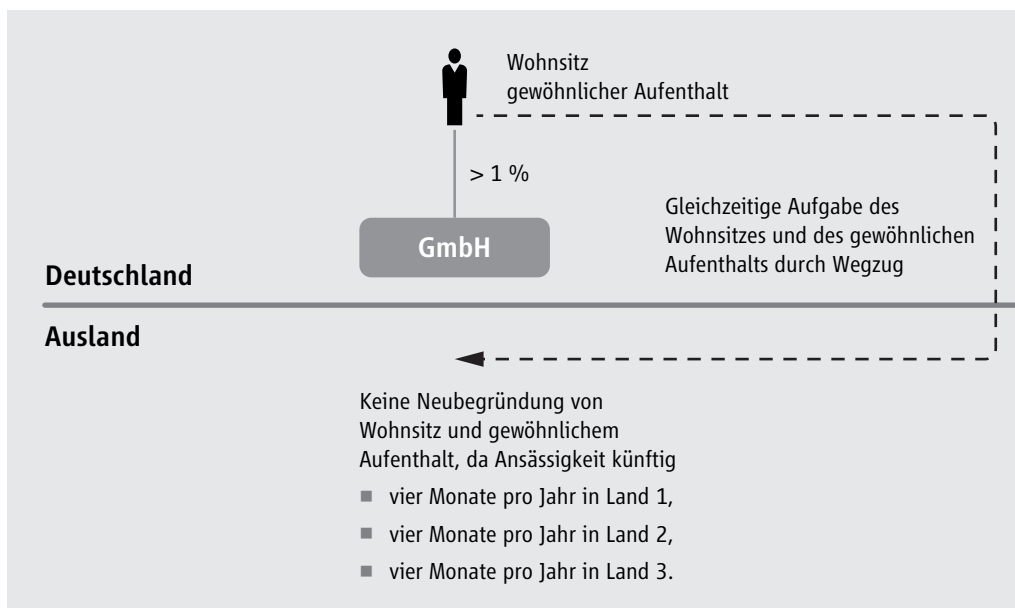 Wohnsitz
gewöhnlicher Aufenthalt
> 1 %
GmbH
Gleichzeitige Aufgabe des
Wohnsitzes und des gewöhnlichen
Aufenthalts durch Wegzug
Deutschland
Ausland
Keine Neubegründung von
Wohnsitz und gewöhnlichem
Aufenthalt, da Ansässigkeit künftig
■ vier Monate pro Jahr in Land 1,
■ vier Monate pro Jahr in Land 2,
■ vier Monate pro Jahr in Land 3.